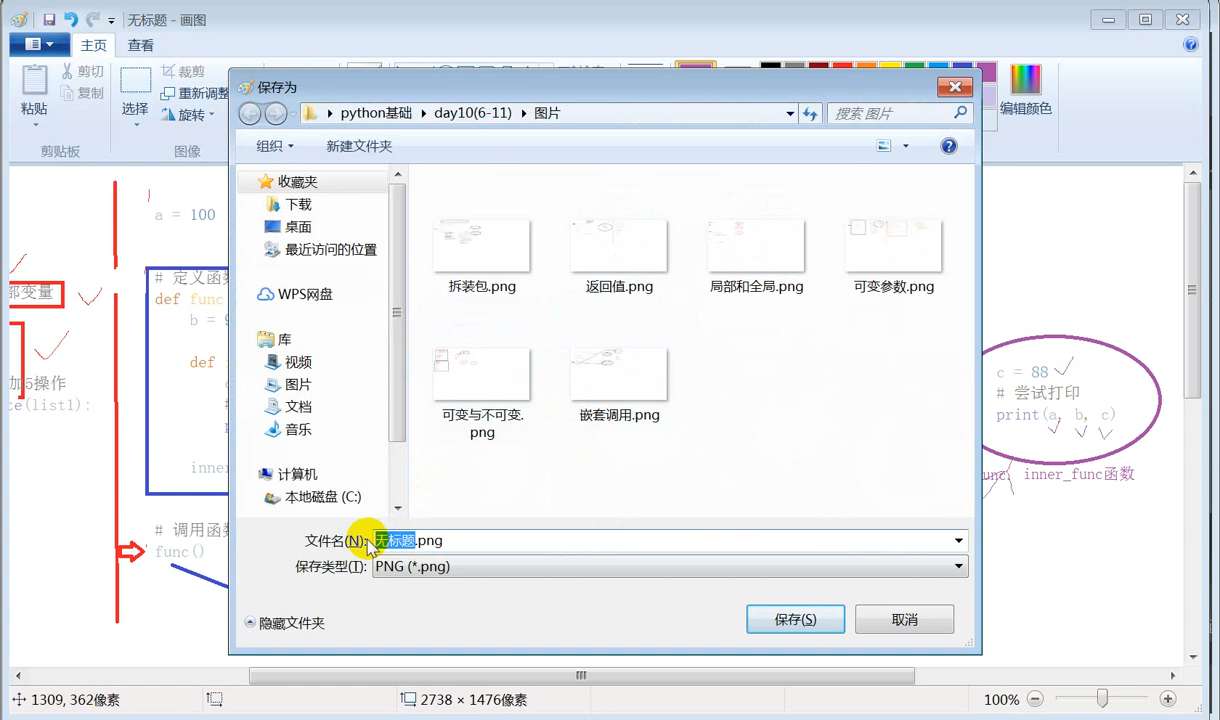 无标题 - 画图
主页
查看
粘贴
剪切
复制
选择
裁剪
重新调整
旋转
编辑颜色
剪贴板
图像
保存为
python基础
day10(6-11)
图片
搜索 图片
组织
新建文件夹
收藏夹
下载
桌面
最近访问的位置
WPS网盘
库
视频
图片
文档
音乐
计算机
本地磁盘 (C:)
拆装包.png
返回值.png
局部和全局.png
可变参数.png
可变与不可变.
png
嵌套调用.png
文件名(N):
无标题.png
保存类型(T):
PNG (*.png)
隐藏文件夹
保存(S)
取消
a = 100
部变量
# 定义函数
def func
b = 9
def
加5操作
te(list1):
inner
# 调用函数
func()
c = 88
# 尝试打印
print(a, b, c)
func、inner_func函数
1309, 362像素
2738 × 1476像素
100%